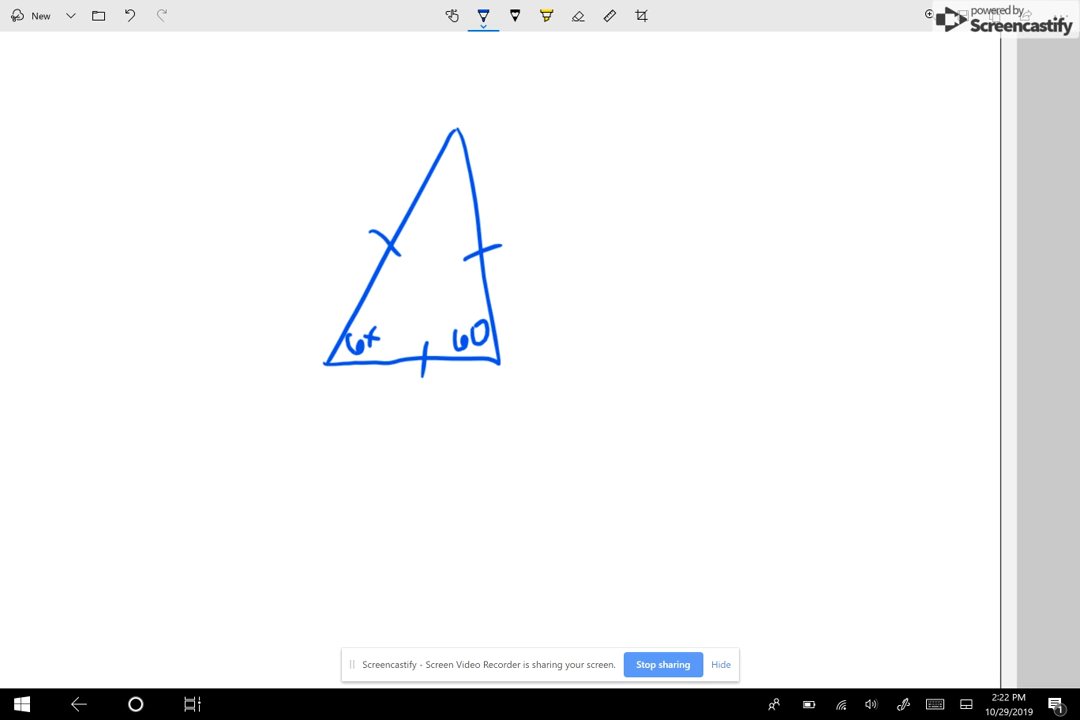 New
powered by
Screencastify
6x 60
Screencastify - Screen Video Recorder is sharing your screen. Stop sharing Hide
2:22 PM
10/29/2019
1